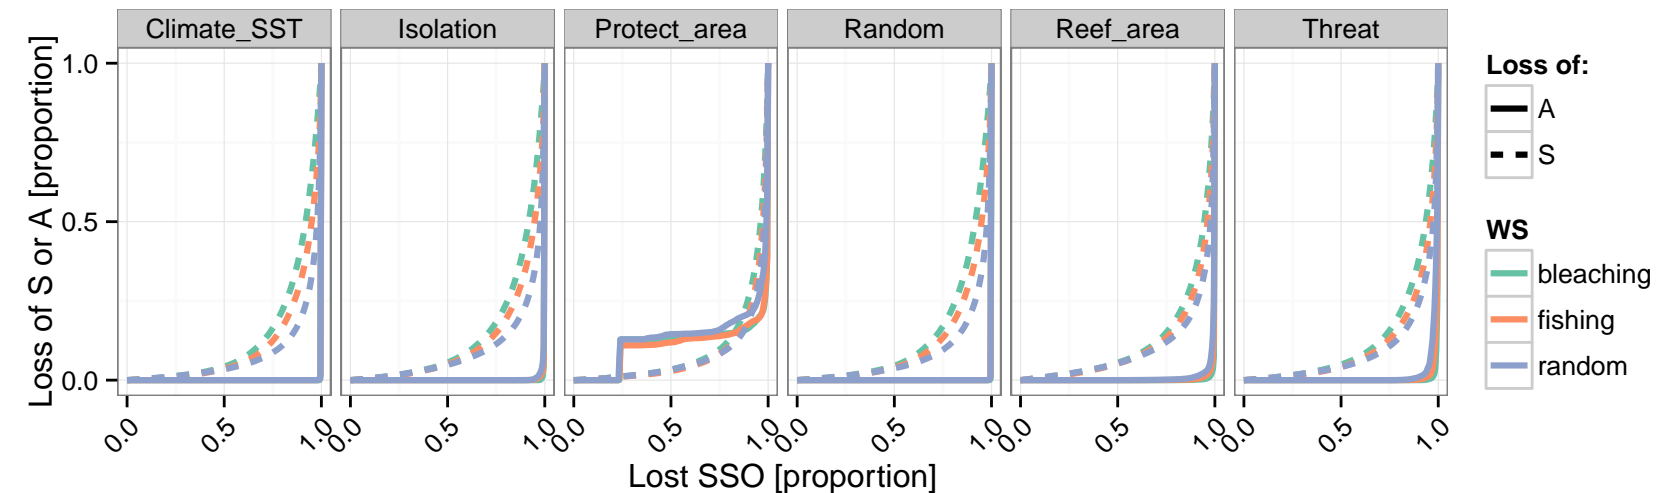 Climate_SST Isolation Protect_area Random Reef_area Threat
Loss of S or A [proportion]
1.0
0.5
0.0
0.0 0.5 1.0 0.0 0.5 1.0 0.0 0.5 1.0 0.0 0.5 1.0 0.0 0.5 1.0 0.0 0.5 1.0
Lost SSO [proportion]
Loss of:
A
S
WS
bleaching
fishing
random